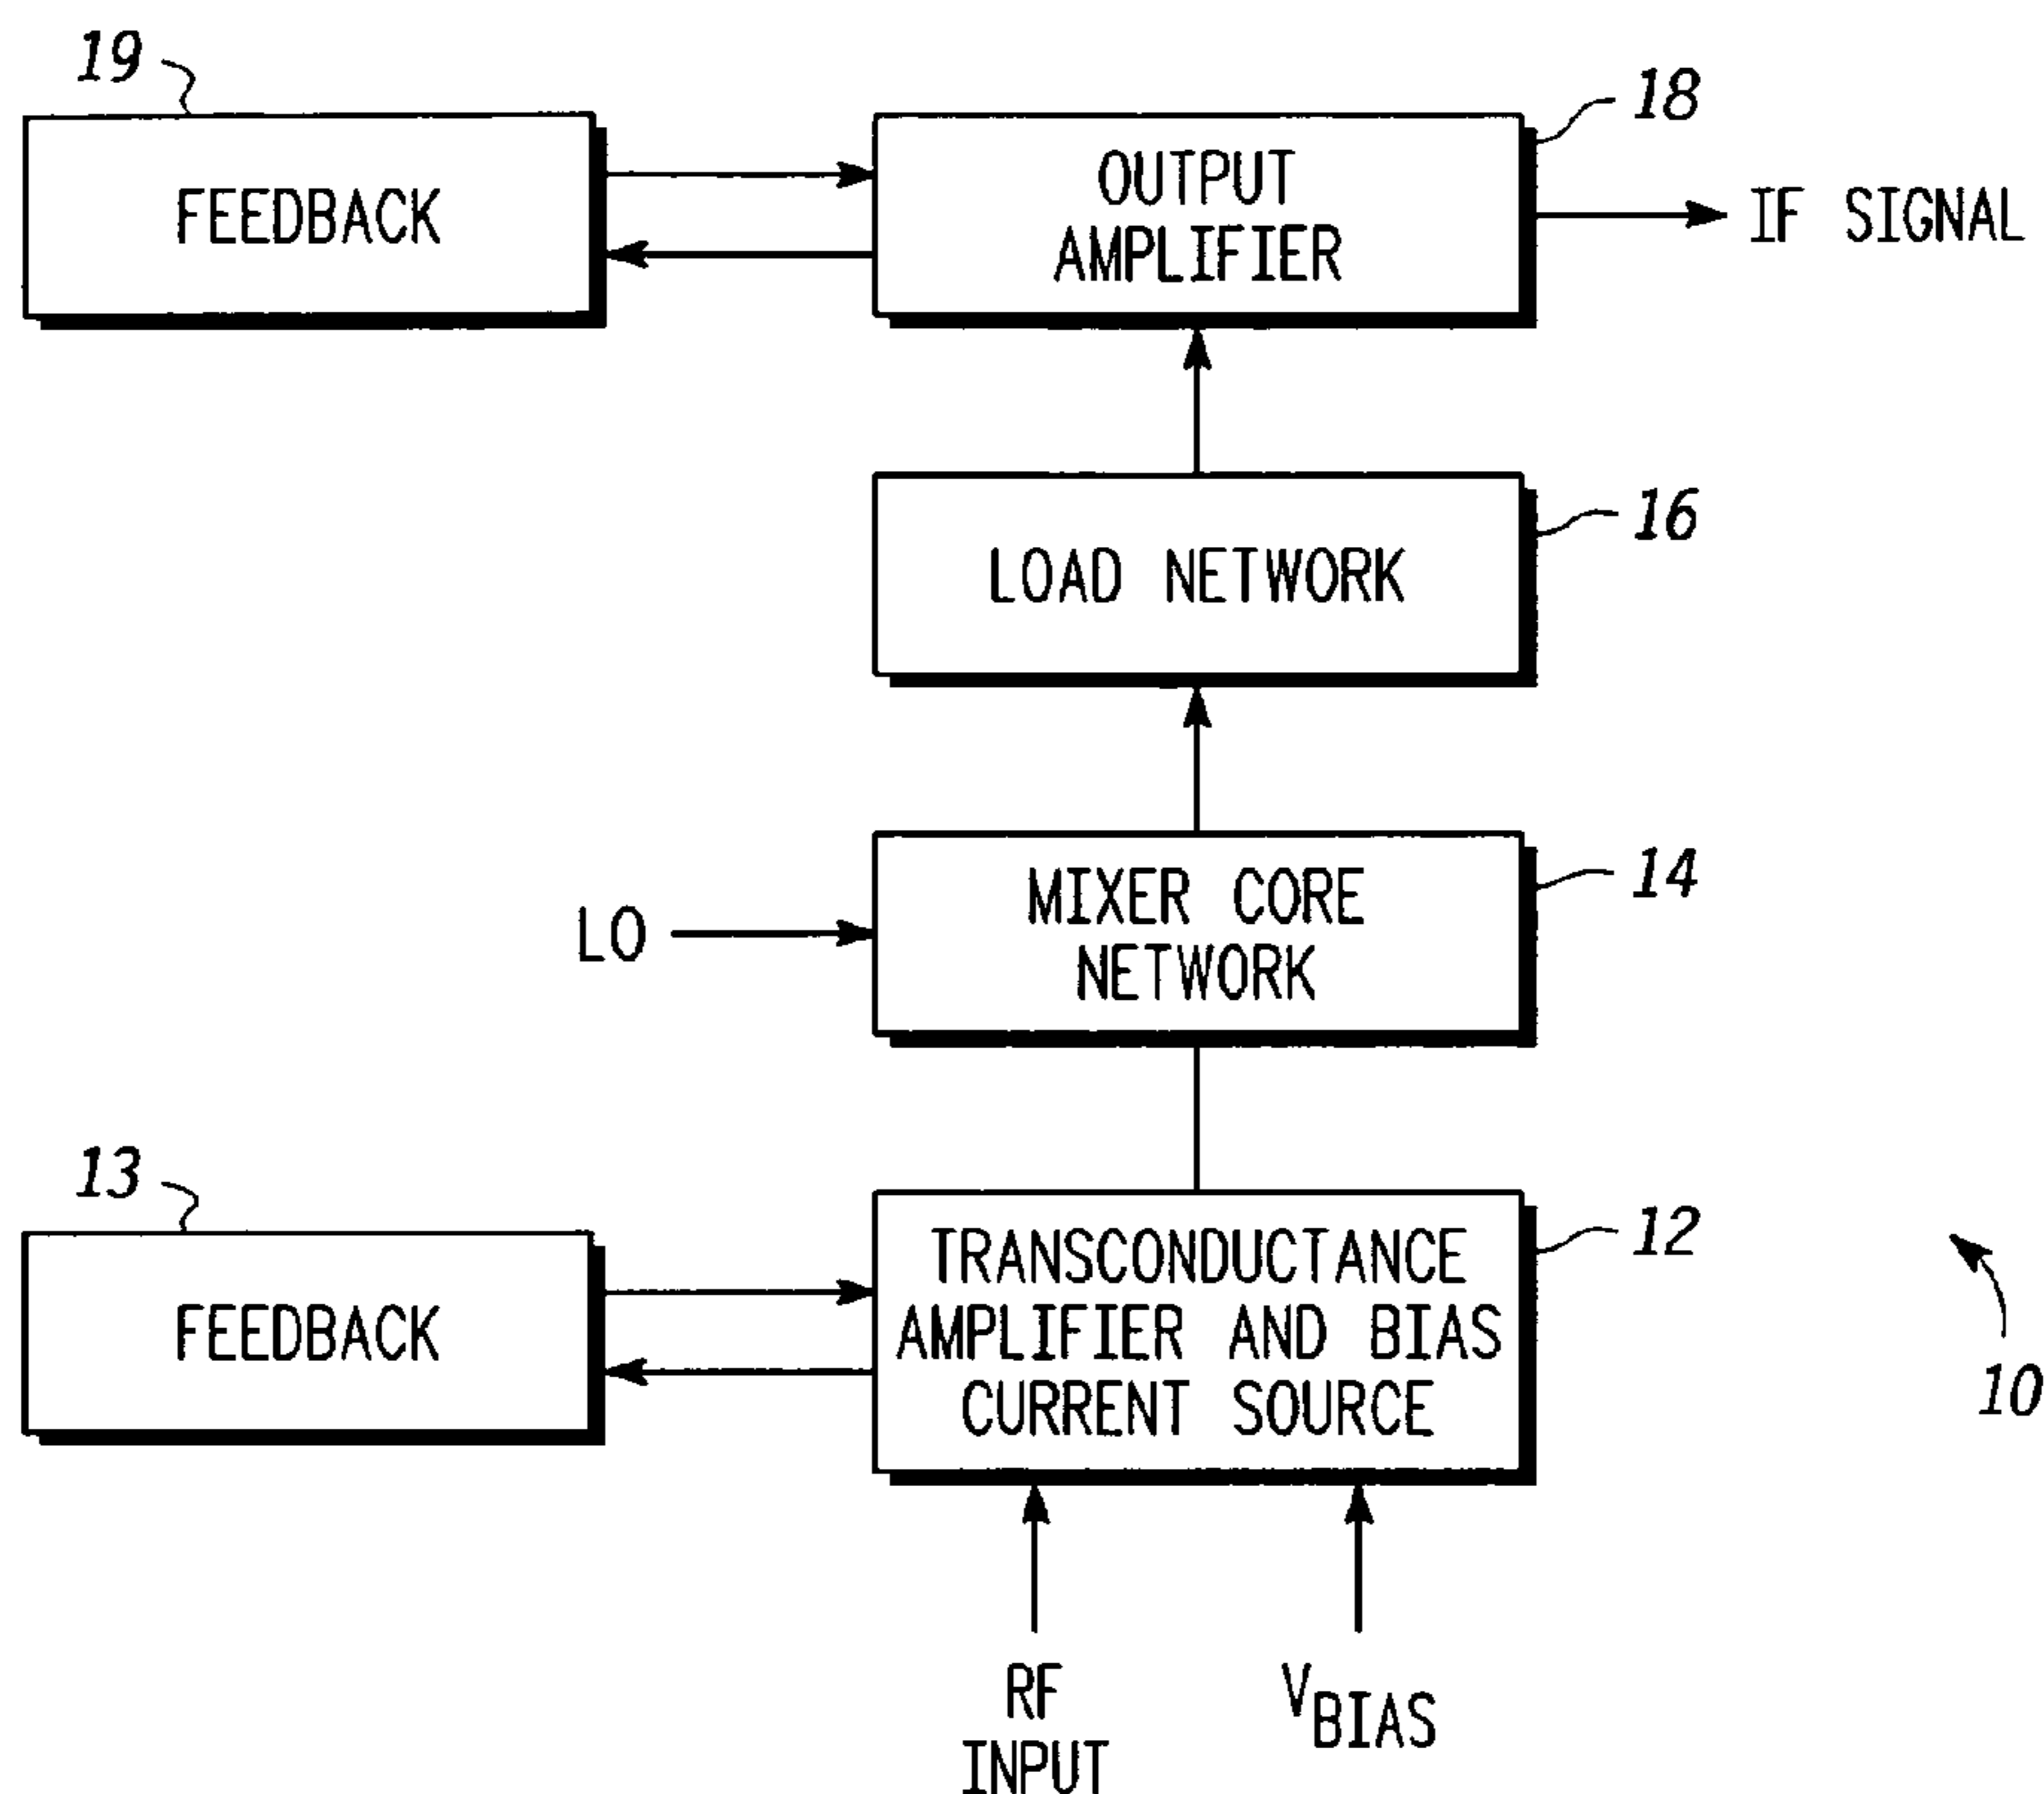 19
18
FEEDBACK
OUTPUT
AMPLIFIER
IF SIGNAL
16
LOAD NETWORK
14
MIXER CORE
NETWORK
LO
13
12
FEEDBACK
TRANSCONDUCTANCE
AMPLIFIER AND BIAS
CURRENT SOURCE
10
RF
INPUT
VBIAS